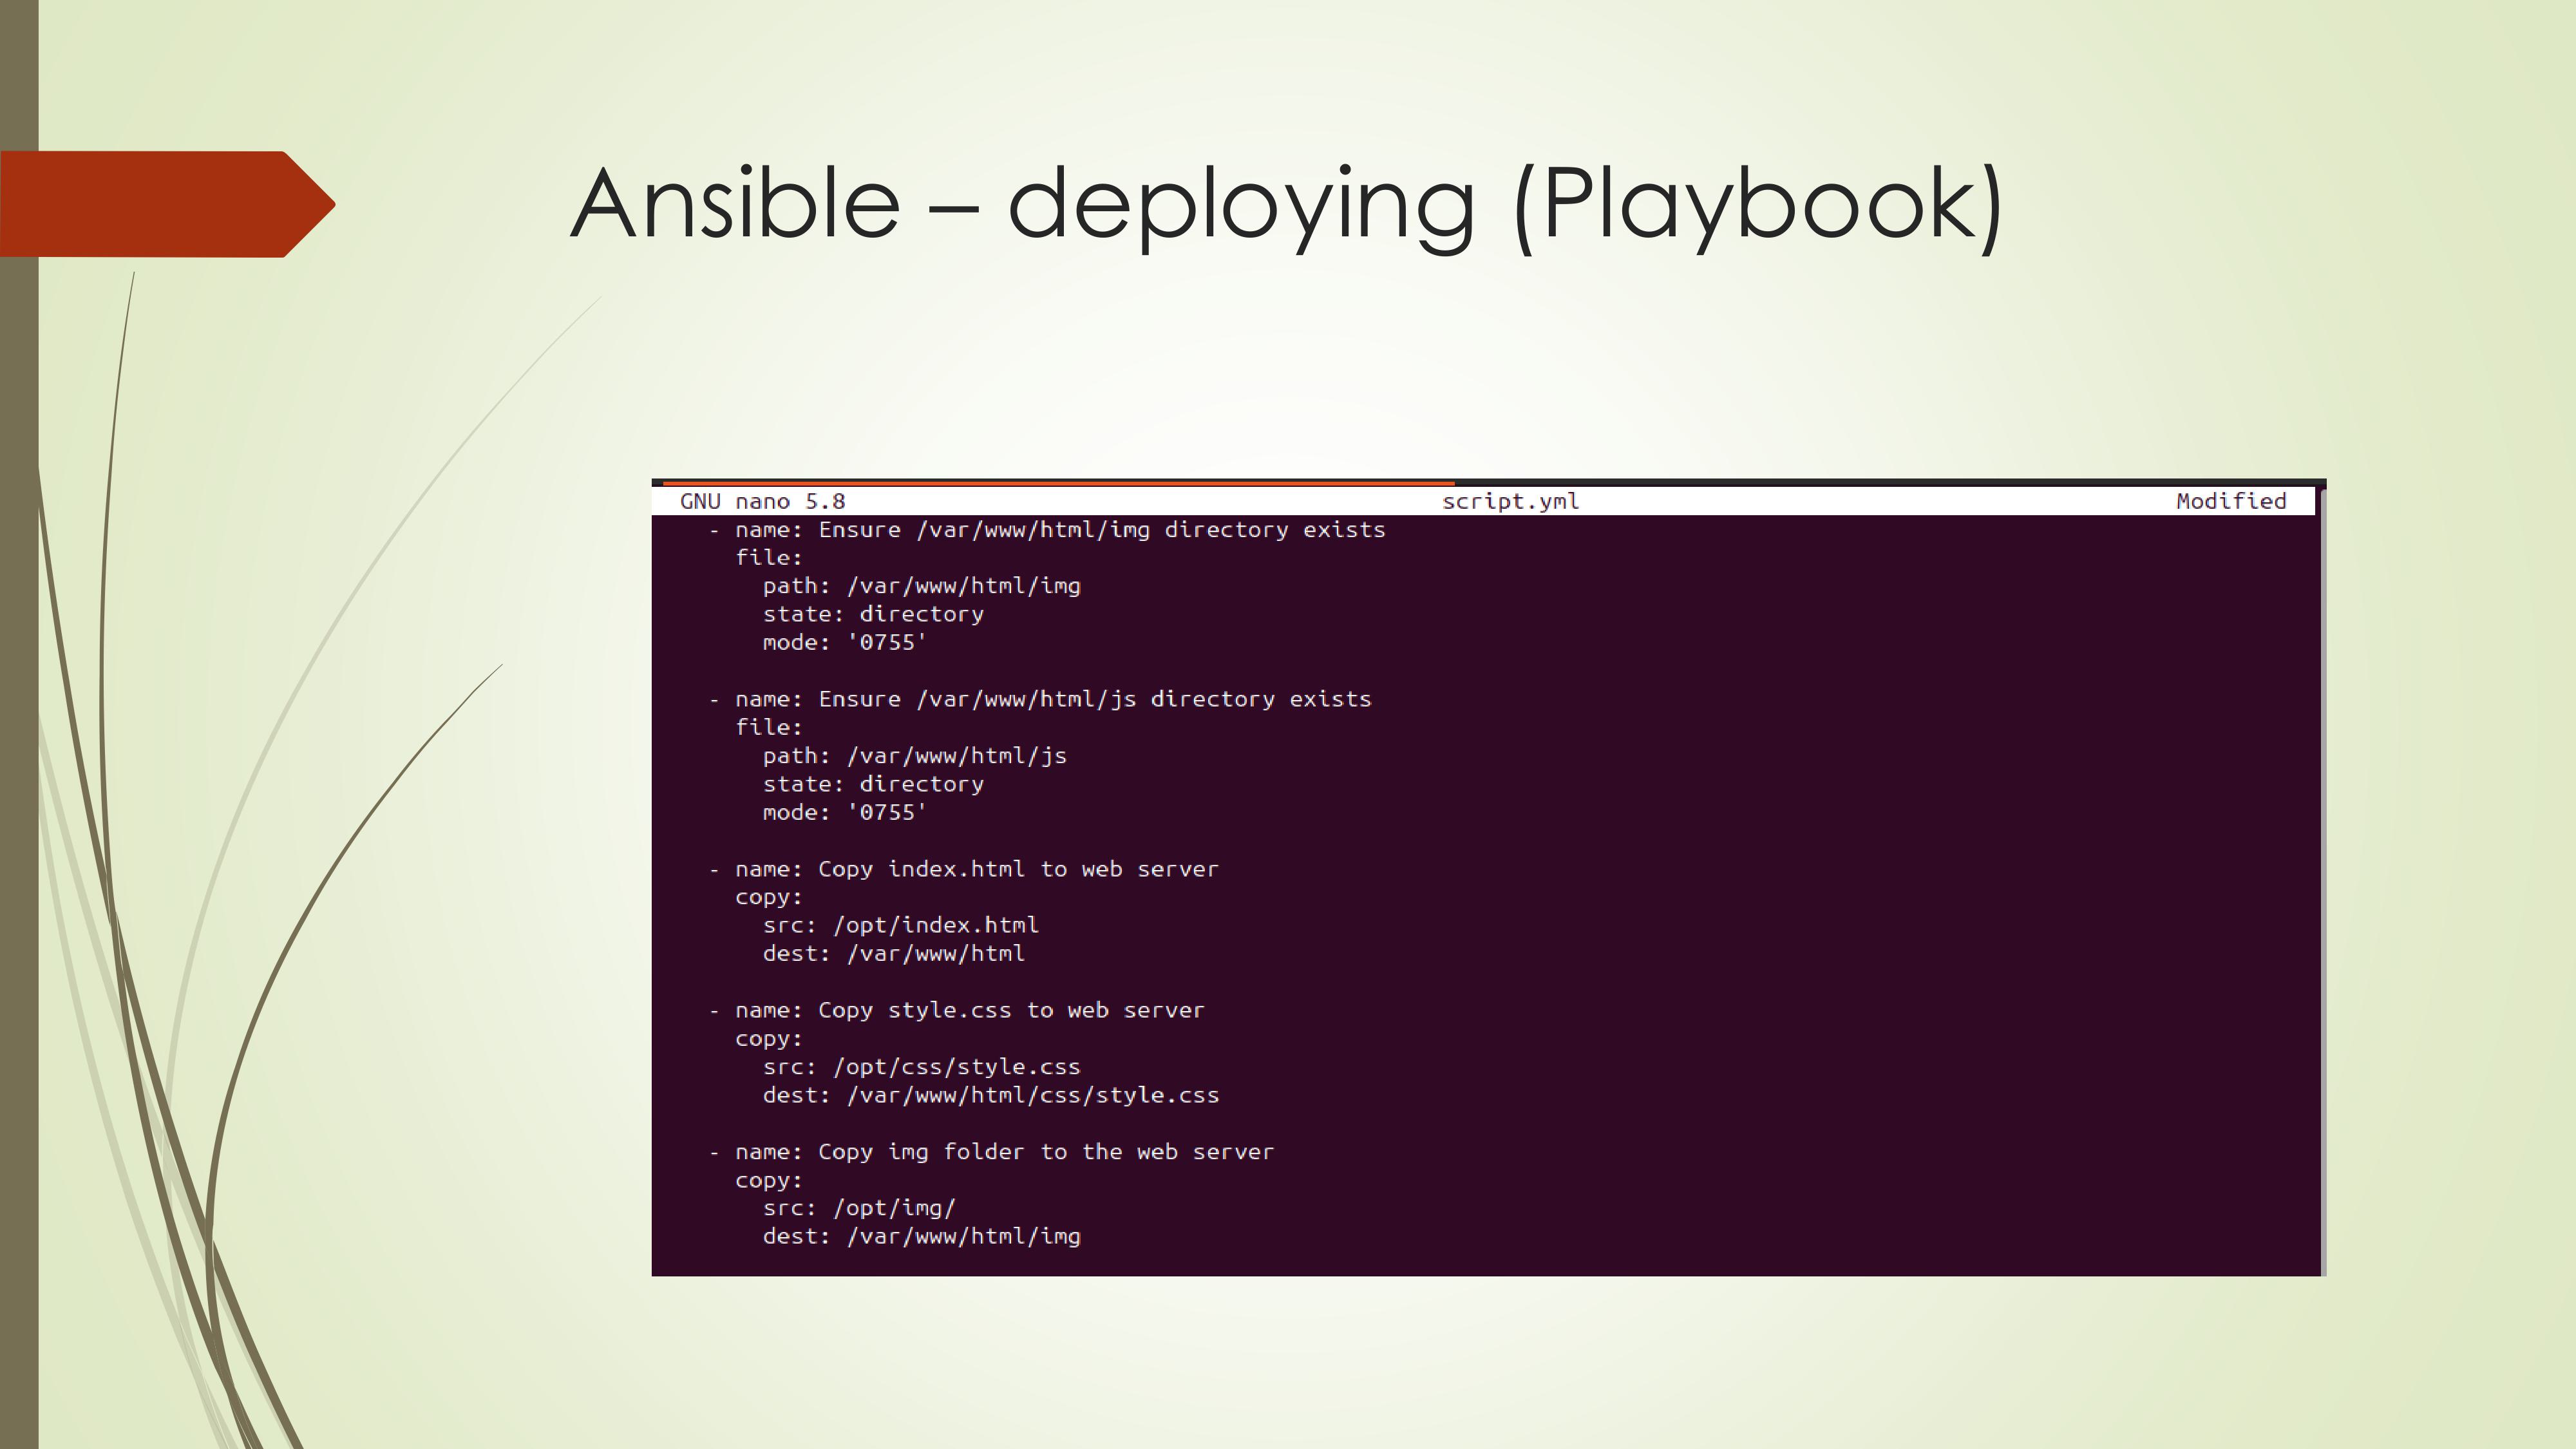 Ansible – deploying (Playbook)
GNU nano 5.8 script.yml Modified
- name: Ensure /var/www/html/img directory exists
file:
path: /var/www/html/img
state: directory
mode: '0755'
- name: Ensure /var/www/html/js directory exists
file:
path: /var/www/html/js
state: directory
mode: '0755'
- name: Copy index.html to web server
copy:
src: /opt/index.html
dest: /var/www/html
- name: Copy style.css to web server
copy:
src: /opt/css/style.css
dest: /var/www/html/css/style.css
- name: Copy img folder to the web server
copy:
src: /opt/img/
dest: /var/www/html/img